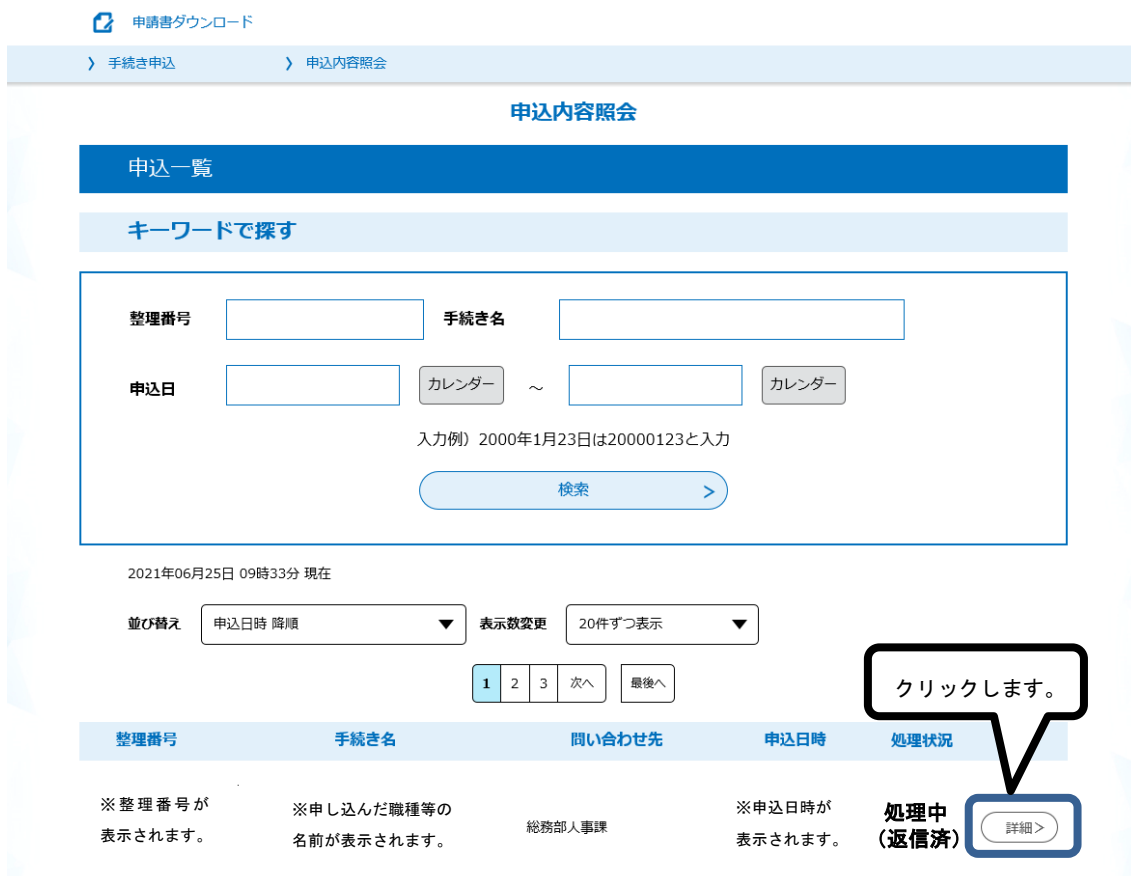 申請書ダウンロード
手続き申込 申込内容照会
申込内容照会
申込一覧
キーワードで探す
整理番号 手続き名
申込日 カレンダー ～ カレンダー
入力例）2000年1月23日は20000123と入力
検索 >
2021年06月25日 09時33分 現在
並び替え 申込日時 降順 ▼ 表示数変更 20件ずつ表示 ▼
1 2 3 次へ 最後へ
クリックします。
整理番号 手続き名 問い合わせ先 申込日時 処理状況
※整理番号が
表示されます。
※申し込んだ職種等の
名前が表示されます。
総務部人事課
※申込日時が
表示されます。
処理中
（返信済）
詳細>